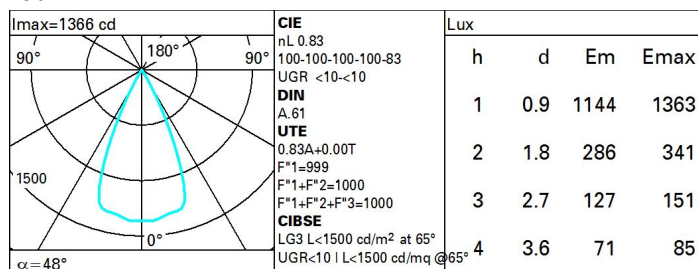 Imax=1366 cd
90°
180°
90°
1500
0°
α=48°
CIE
nL 0.83
100-100-100-100-83
UGR <10-<10
DIN
A.61
UTE
0.83A+0.00T
F"1=999
F"1+F"2=1000
F"1+F"2+F"3=1000
CIBSE
LG3 L<1500 cd/m² at 65°
UGR<10 | L<1500 cd/mq @65°
Lux
h d Em Emax
1 0.9 1144 1363
2 1.8 286 341
3 2.7 127 151
4 3.6 71 85